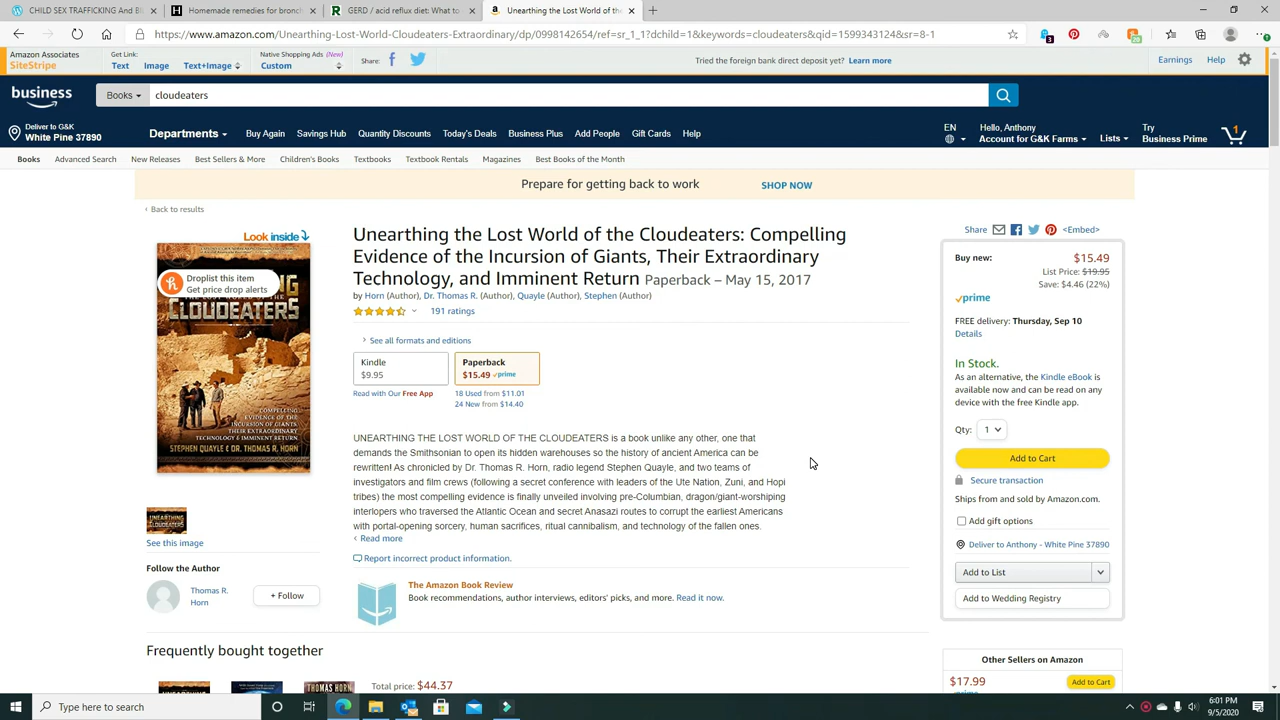 CHILD SEX TRAFFICKING AND BL
Homemade remedies for bronc
GERD / acid reflux diet: What to
Unearthing the Lost World of the
https://www.amazon.com/Unearthing-Lost-World-Cloudeaters-Extraordinary/dp/0998142654/ref=sr_1_1?dchild=1&keywords=cloudeaters&qid=1599343124&sr=8-1
Amazon Associates
SiteStripe
Get Link:
Text Image Text+Image
Native Shopping Ads (New)
Custom
Share:
Tried the foreign bank direct deposit yet? Learn more
Earnings Help
business
Books cloudeaters
Deliver to G&K
White Pine 37890
Departments Buy Again Savings Hub Quantity Discounts Today's Deals Business Plus Add People Gift Cards Help
EN
Hello, Anthony
Account for G&K Farms
Lists
Try
Business Prime
1
Books Advanced Search New Releases Best Sellers & More Children's Books Textbooks Textbook Rentals Magazines Best Books of the Month
Prepare for getting back to work SHOP NOW
‹ Back to results
Look inside
Droplist this item
Get price drop alerts
CLOUDEATERS
COMPELLING
EVIDENCE OF THE
INCURSION OF GIANTS,
THEIR EXTRAORDINARY
TECHNOLOGY & IMMINENT RETURN
STEPHEN QUAYLE & DR. THOMAS R. HORN
See this image
Follow the Author
Thomas R.
Horn
+ Follow
Unearthing the Lost World of the Cloudeaters: Compelling
Evidence of the Incursion of Giants, Their Extraordinary
Technology, and Imminent Return Paperback – May 15, 2017
by Horn (Author), Dr. Thomas R. (Author), Quayle (Author), Stephen (Author)
191 ratings
› See all formats and editions
Kindle
$9.95
Paperback
$15.49 prime
Read with Our Free App
18 Used from $11.01
24 New from $14.40
UNEARTHING THE LOST WORLD OF THE CLOUDEATERS is a book unlike any other, one that
demands the Smithsonian to open its hidden warehouses so the history of ancient America can be
rewritten! As chronicled by Dr. Thomas R. Horn, radio legend Stephen Quayle, and two teams of
investigators and film crews (following a secret conference with leaders of the Ute Nation, Zuni, and Hopi
tribes) the most compelling evidence is finally unveiled involving pre-Columbian, dragon/giant-worshiping
interlopers who traversed the Atlantic Ocean and secret Anasazi routes to corrupt the earliest Americans
with portal-opening sorcery, human sacrifices, ritual cannibalism, and technology of the fallen ones.
‹ Read more
Report incorrect product information.
The Amazon Book Review
Book recommendations, author interviews, editors' picks, and more. Read it now.
Frequently bought together
THOMAS HORN
Total price: $44.37
Share <Embed>
Buy new: $15.49
List Price: $19.95
Save: $4.46 (22%)
prime
FREE delivery: Thursday, Sep 10
Details
In Stock.
As an alternative, the Kindle eBook is
available now and can be read on any
device with the free Kindle app.
Qty: 1
Add to Cart
Secure transaction
Ships from and sold by Amazon.com.
Add gift options
Deliver to Anthony - White Pine 37890
Add to List
Add to Wedding Registry
Other Sellers on Amazon
$17.99
Add to Cart
Type here to search
6:01 PM
9/5/2020